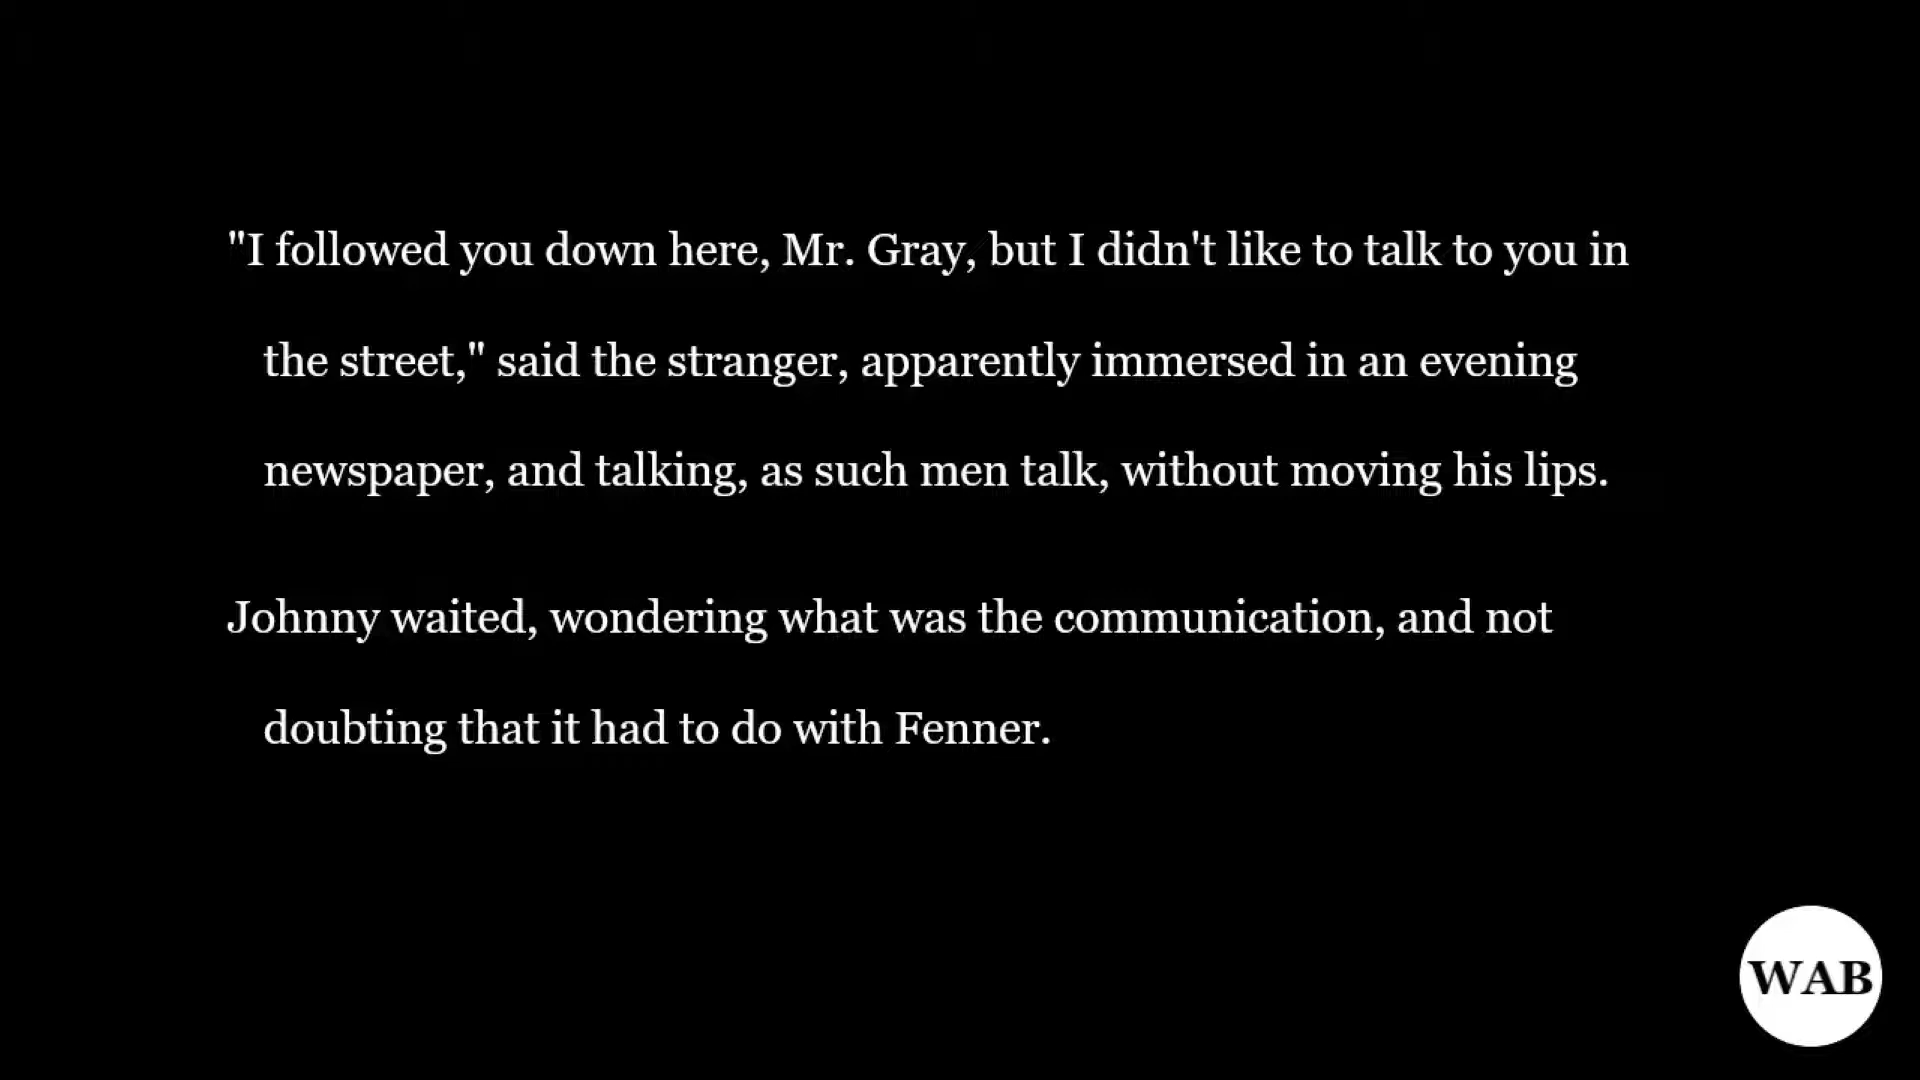 "I followed you down here, Mr. Gray, but I didn't like to talk to you in
the street," said the stranger, apparently immersed in an evening
newspaper, and talking, as such men talk, without moving his lips.
Johnny waited, wondering what was the communication, and not
doubting that it had to do with Fenner.
WAB